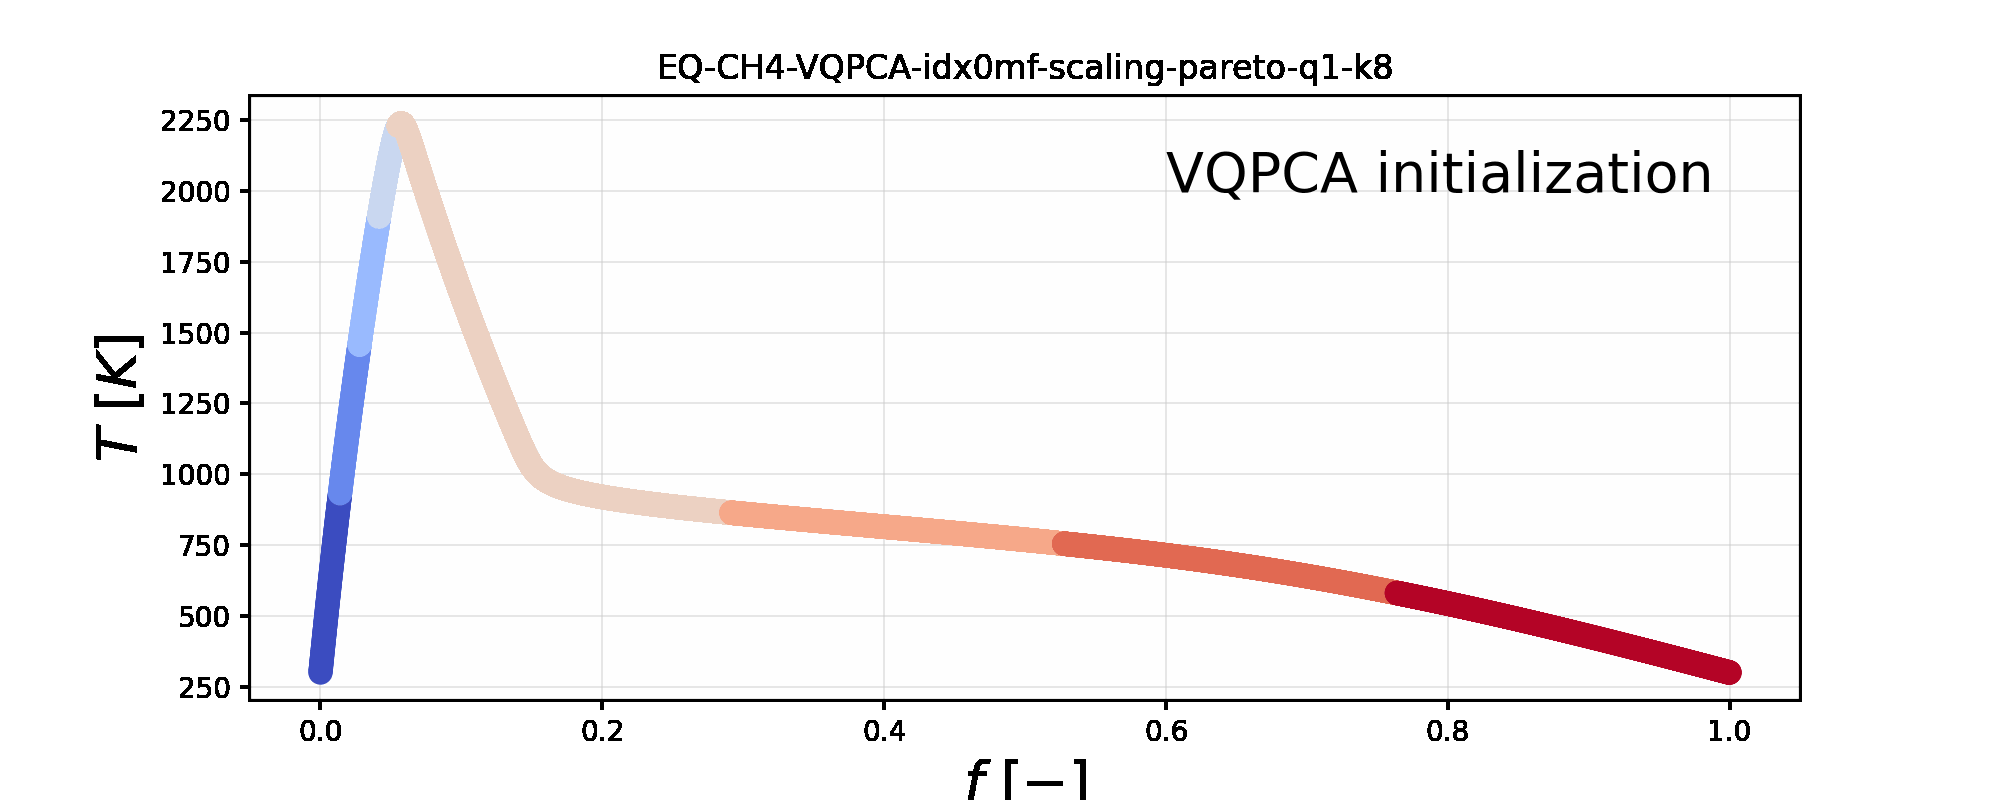 EQ-CH4-VQPCA-idx0mf-scaling-pareto-q1-k8
VQPCA initialization
T [K]
2250
2000
1750
1500
1250
1000
750
500
250
0.0 0.2 0.4 0.6 0.8 1.0
f [−]